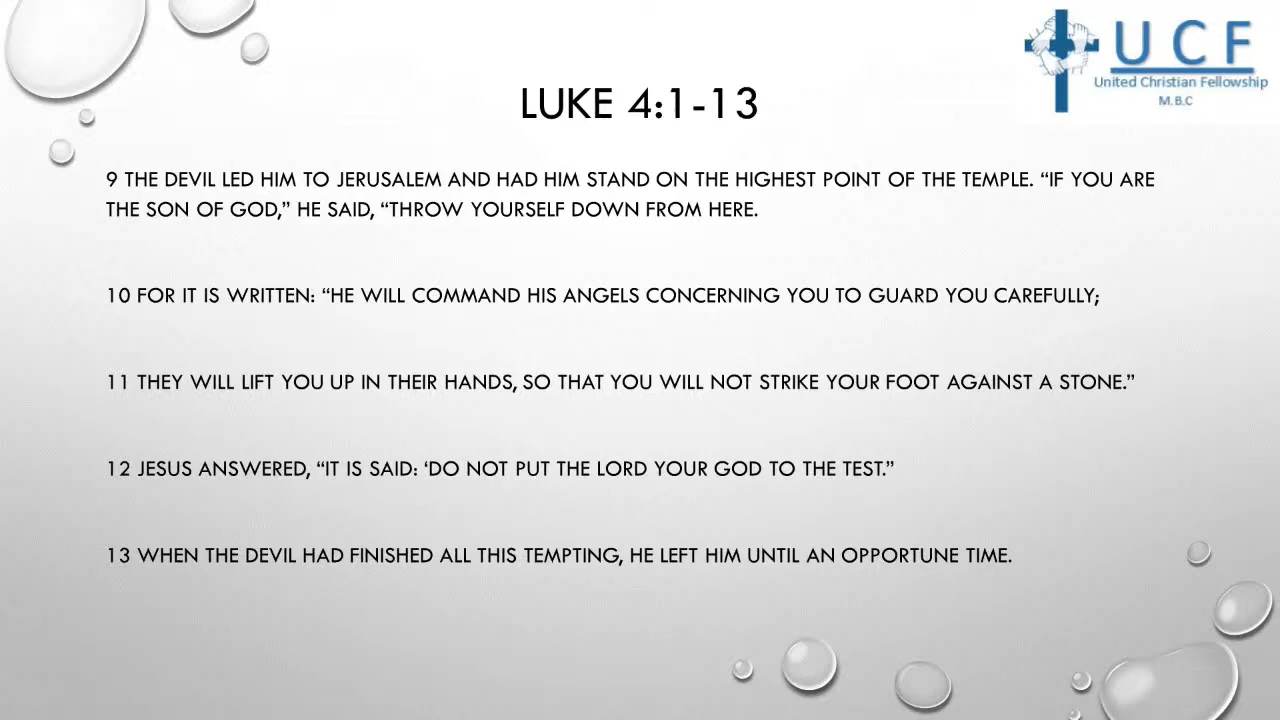 UCF
United Christian Fellowship
M.B.C
LUKE 4:1-13
9 THE DEVIL LED HIM TO JERUSALEM AND HAD HIM STAND ON THE HIGHEST POINT OF THE TEMPLE. “IF YOU ARE
THE SON OF GOD,” HE SAID, “THROW YOURSELF DOWN FROM HERE.
10 FOR IT IS WRITTEN: “HE WILL COMMAND HIS ANGELS CONCERNING YOU TO GUARD YOU CAREFULLY;
11 THEY WILL LIFT YOU UP IN THEIR HANDS, SO THAT YOU WILL NOT STRIKE YOUR FOOT AGAINST A STONE.”
12 JESUS ANSWERED, “IT IS SAID: ‘DO NOT PUT THE LORD YOUR GOD TO THE TEST.”
13 WHEN THE DEVIL HAD FINISHED ALL THIS TEMPTING, HE LEFT HIM UNTIL AN OPPORTUNE TIME.